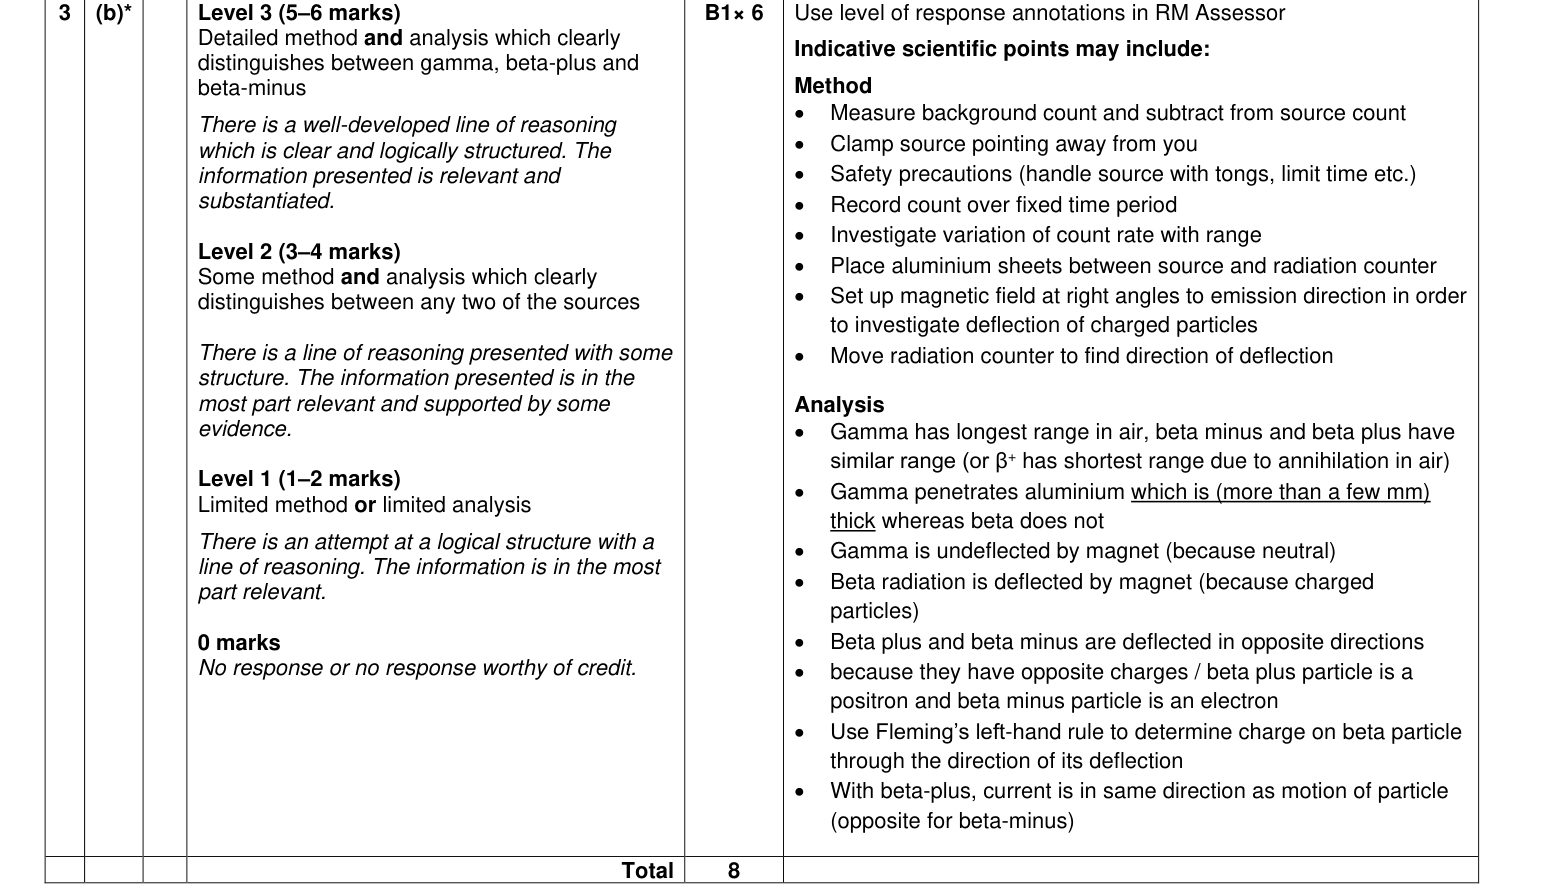 3 (b)*
Level 3 (5–6 marks)
Detailed method and analysis which clearly
distinguishes between gamma, beta-plus and
beta-minus
There is a well-developed line of reasoning
which is clear and logically structured. The
information presented is relevant and
substantiated.
Level 2 (3–4 marks)
Some method and analysis which clearly
distinguishes between any two of the sources
There is a line of reasoning presented with some
structure. The information presented is in the
most part relevant and supported by some
evidence.
Level 1 (1–2 marks)
Limited method or limited analysis
There is an attempt at a logical structure with a
line of reasoning. The information is in the most
part relevant.
0 marks
No response or no response worthy of credit.
B1× 6
Use level of response annotations in RM Assessor
Indicative scientific points may include:
Method
• Measure background count and subtract from source count
• Clamp source pointing away from you
• Safety precautions (handle source with tongs, limit time etc.)
• Record count over fixed time period
• Investigate variation of count rate with range
• Place aluminium sheets between source and radiation counter
• Set up magnetic field at right angles to emission direction in order
to investigate deflection of charged particles
• Move radiation counter to find direction of deflection
Analysis
• Gamma has longest range in air, beta minus and beta plus have
similar range (or β⁺ has shortest range due to annihilation in air)
• Gamma penetrates aluminium which is (more than a few mm)
thick whereas beta does not
• Gamma is undeflected by magnet (because neutral)
• Beta radiation is deflected by magnet (because charged
particles)
• Beta plus and beta minus are deflected in opposite directions
• because they have opposite charges / beta plus particle is a
positron and beta minus particle is an electron
• Use Fleming's left-hand rule to determine charge on beta particle
through the direction of its deflection
• With beta-plus, current is in same direction as motion of particle
(opposite for beta-minus)
Total 8